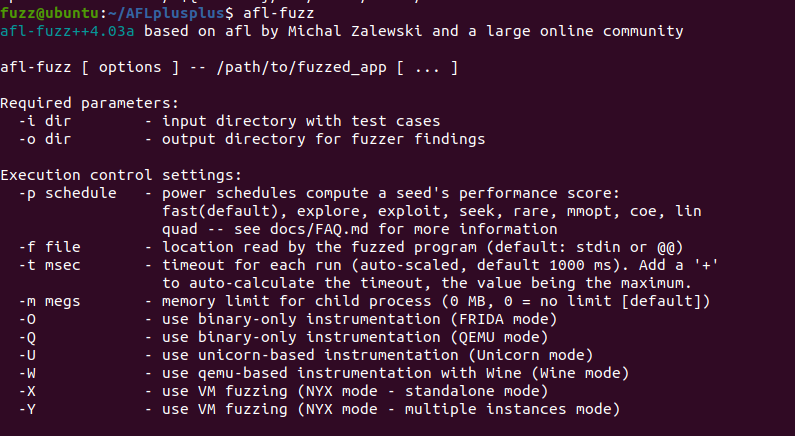 fuzz@ubuntu:~/AFLplusplus$ afl-fuzz
afl-fuzz++4.03a based on afl by Michal Zalewski and a large online community
afl-fuzz [ options ] -- /path/to/fuzzed_app [ ... ]
Required parameters:
  -i dir        - input directory with test cases
  -o dir        - output directory for fuzzer findings
Execution control settings:
  -p schedule   - power schedules compute a seed's performance score:
                  fast(default), explore, exploit, seek, rare, mmopt, coe, lin
                  quad -- see docs/FAQ.md for more information
  -f file       - location read by the fuzzed program (default: stdin or @@)
  -t msec       - timeout for each run (auto-scaled, default 1000 ms). Add a '+'
                  to auto-calculate the timeout, the value being the maximum.
  -m megs       - memory limit for child process (0 MB, 0 = no limit [default])
  -O            - use binary-only instrumentation (FRIDA mode)
  -Q            - use binary-only instrumentation (QEMU mode)
  -U            - use unicorn-based instrumentation (Unicorn mode)
  -W            - use qemu-based instrumentation with Wine (Wine mode)
  -X            - use VM fuzzing (NYX mode - standalone mode)
  -Y            - use VM fuzzing (NYX mode - multiple instances mode)